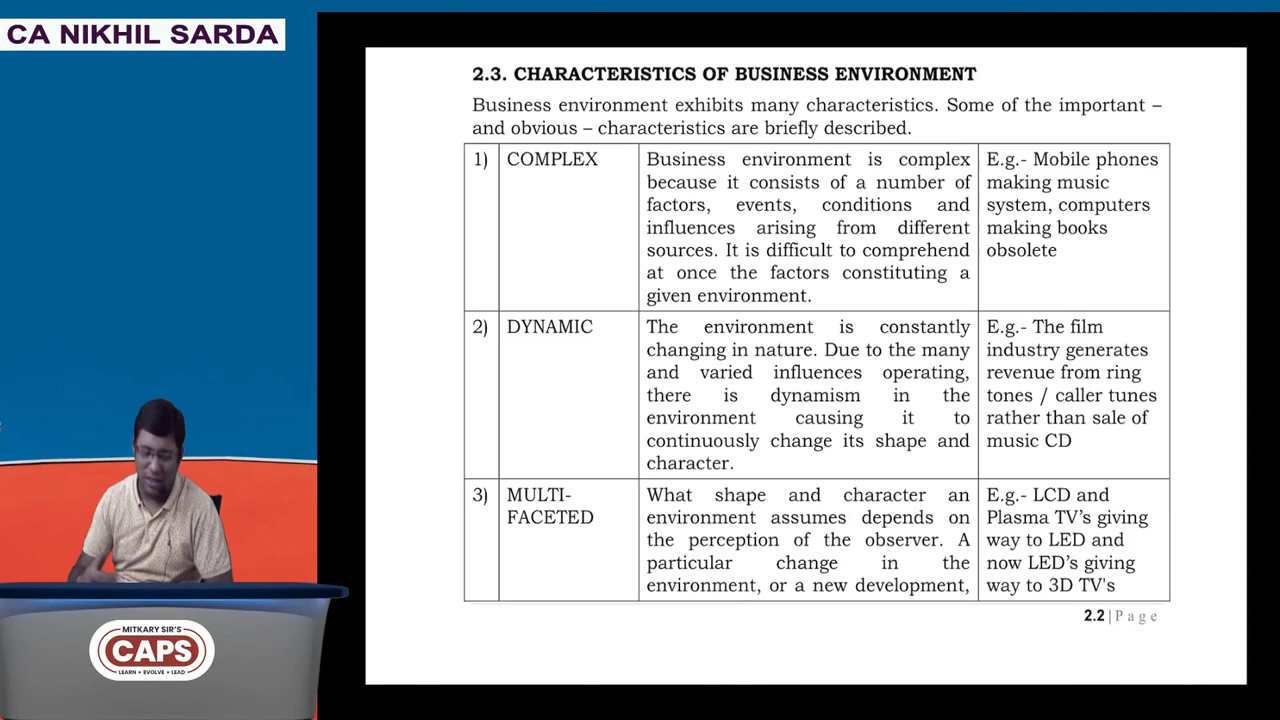 CA NIKHIL SARDA
2.3. CHARACTERISTICS OF BUSINESS ENVIRONMENT
Business environment exhibits many characteristics. Some of the important –
and obvious – characteristics are briefly described.
1)
COMPLEX
Business environment is complex
because it consists of a number of
factors, events, conditions and
influences arising from different
sources. It is difficult to comprehend
at once the factors constituting a
given environment.
E.g.- Mobile phones
making music
system, computers
making books
obsolete
2)
DYNAMIC
The environment is constantly
changing in nature. Due to the many
and varied influences operating,
there is dynamism in the
environment causing it to
continuously change its shape and
character.
E.g.- The film
industry generates
revenue from ring
tones / caller tunes
rather than sale of
music CD
3)
MULTI-
FACETED
What shape and character an
environment assumes depends on
the perception of the observer. A
particular change in the
environment, or a new development,
E.g.- LCD and
Plasma TV's giving
way to LED and
now LED's giving
way to 3D TV's
2.2 | Page
MITKARY SIR'S
CAPS
LEARN • EVOLVE • LEAD